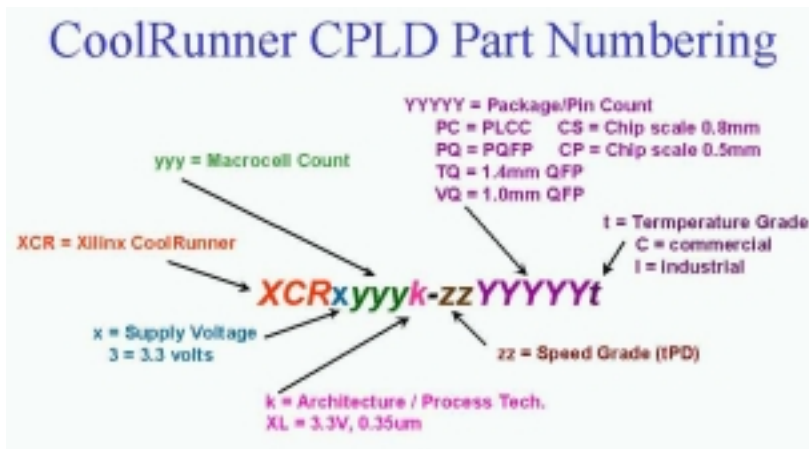 CoolRunner CPLD Part Numbering
YYYYY = Package/Pin Count
PC = PLCC CS = Chip scale 0.8mm
PQ = PQFP CP = Chip scale 0.5mm
TQ = 1.4mm QFP
VQ = 1.0mm QFP
yyy = Macrocell Count
t = Termperature Grade
C = commercial
I = Industrial
XCR = Xilinx CoolRunner
XCRxyyyk-zzYYYYYt
x = Supply Voltage
3 = 3.3 volts
zz = Speed Grade (tPD)
k = Architecture / Process Tech.
XL = 3.3V, 0.35um